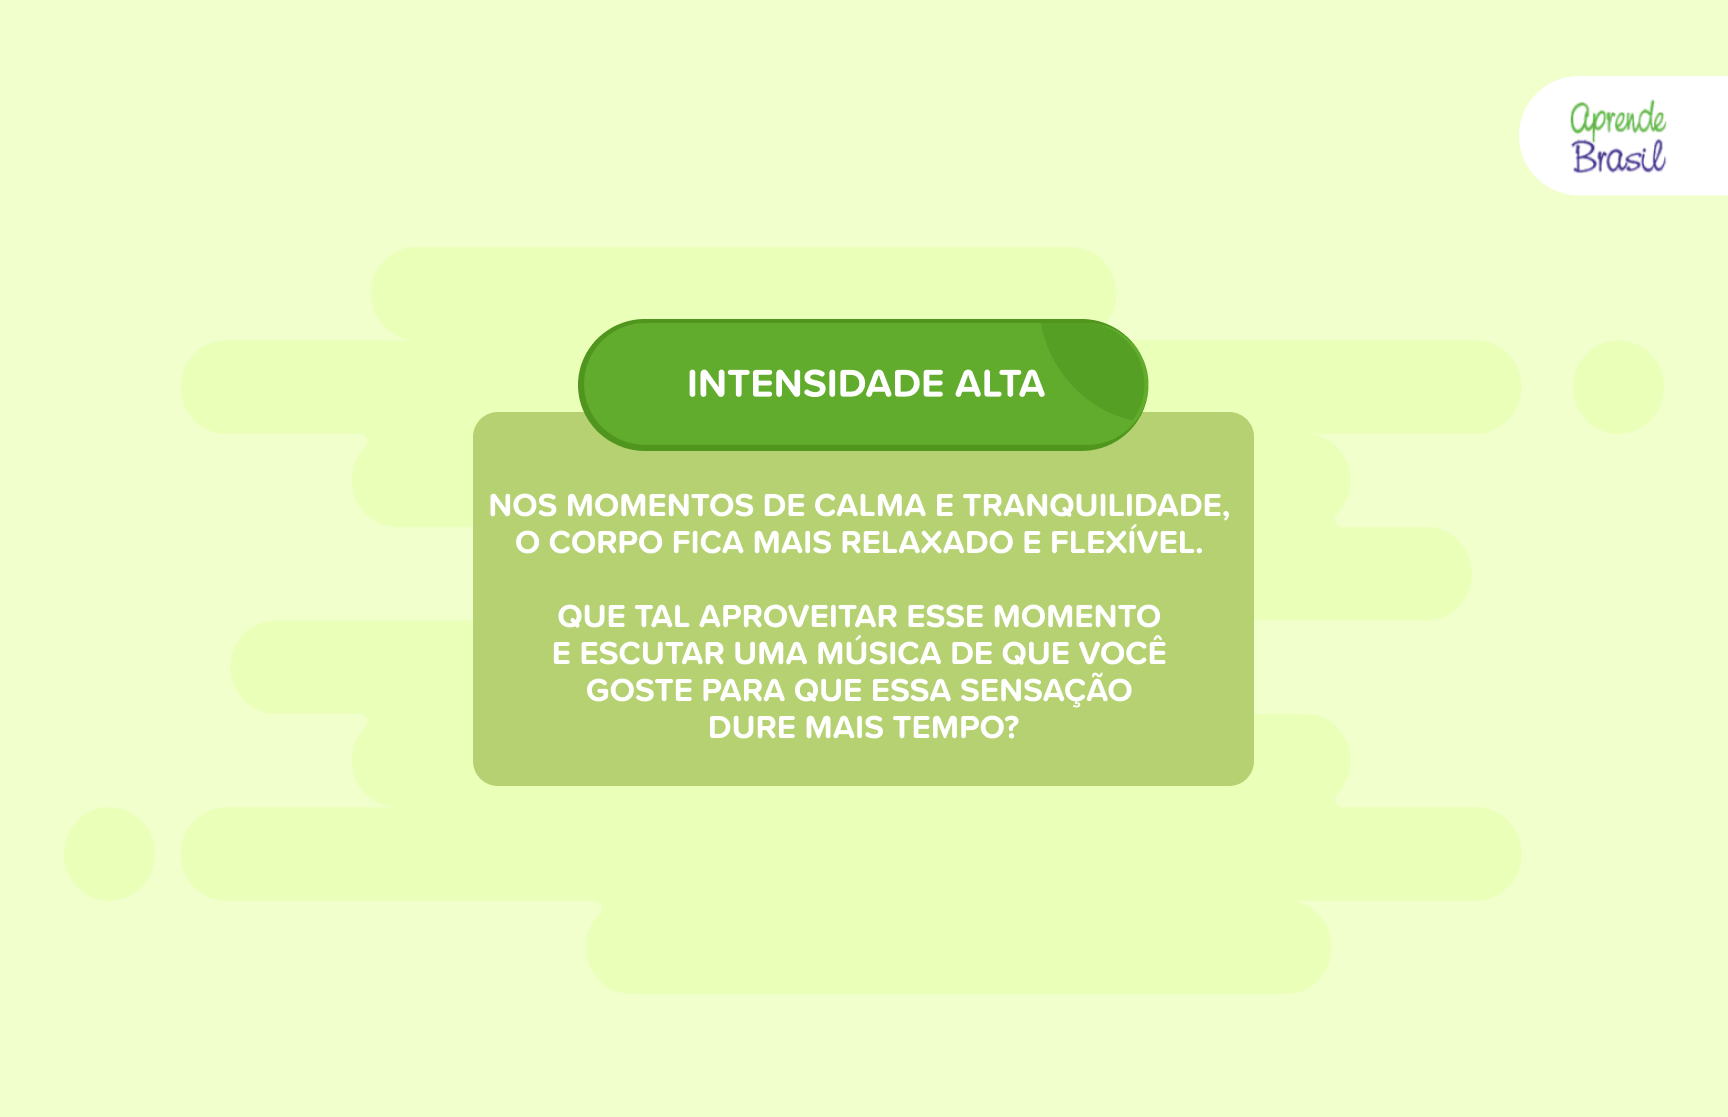 Aprende
Brasil
INTENSIDADE ALTA
NOS MOMENTOS DE CALMA E TRANQUILIDADE,
O CORPO FICA MAIS RELAXADO E FLEXÍVEL.
QUE TAL APROVEITAR ESSE MOMENTO
E ESCUTAR UMA MÚSICA DE QUE VOCÊ
GOSTE PARA QUE ESSA SENSAÇÃO
DURE MAIS TEMPO?